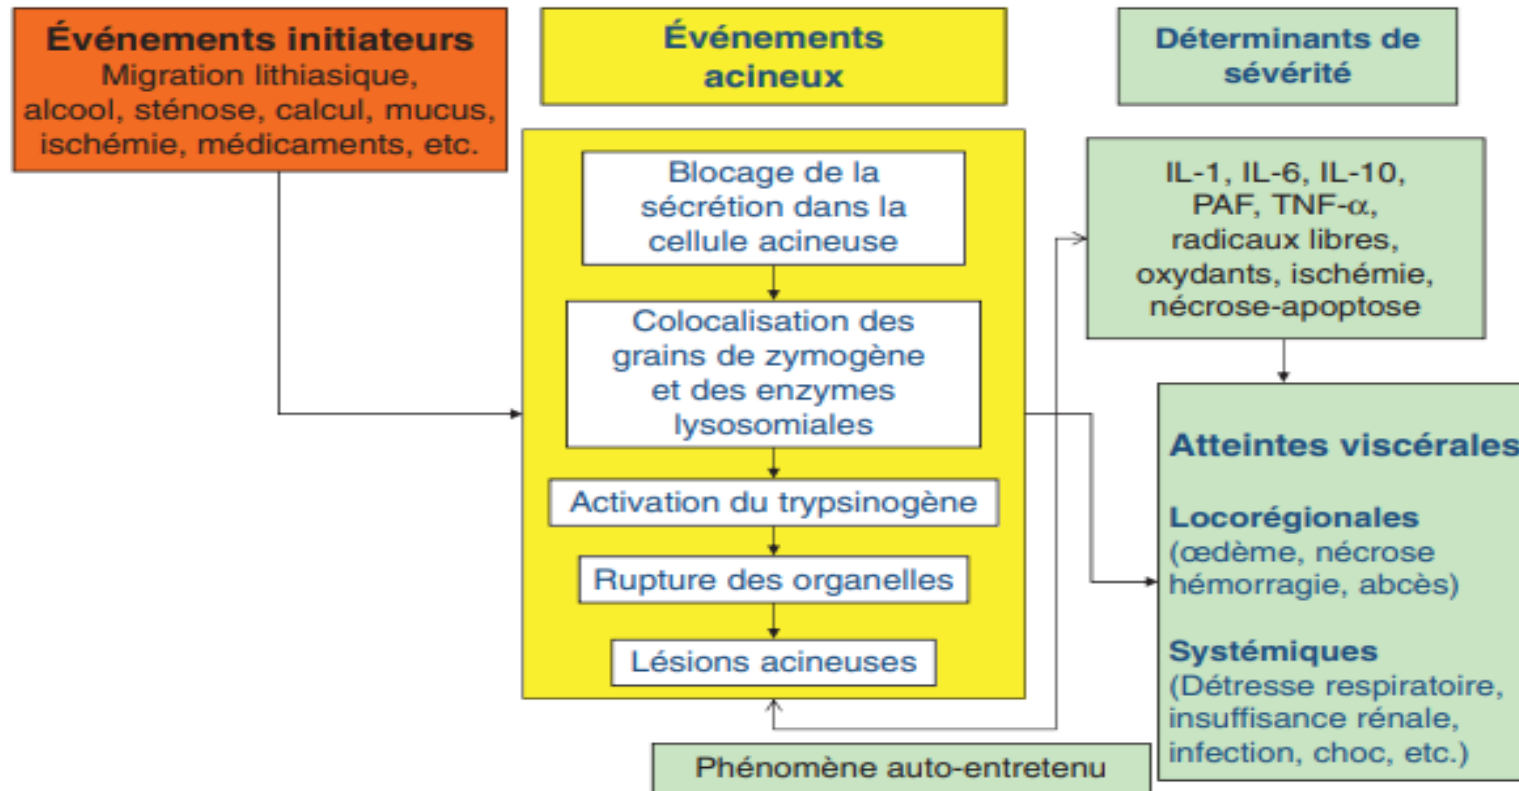 Événements initiateurs
Migration lithiasique,
alcool, sténose, calcul, mucus,
ischémie, médicaments, etc.
Événements
acineux
Blocage de la
sécrétion dans la
cellule acineuse
Colocalisation des
grains de zymogène
et des enzymes
lysosomiales
Activation du trypsinogène
Rupture des organelles
Lésions acineuses
Phénomène auto-entretenu
Déterminants de
sévérité
IL-1, IL-6, IL-10,
PAF, TNF-α,
radicaux libres,
oxydants, ischémie,
nécrose-apoptose
Atteintes viscérales
Locorégionales
(œdème, nécrose
hémorragie, abcès)
Systémiques
(Détresse respiratoire,
insuffisance rénale,
infection, choc, etc.)